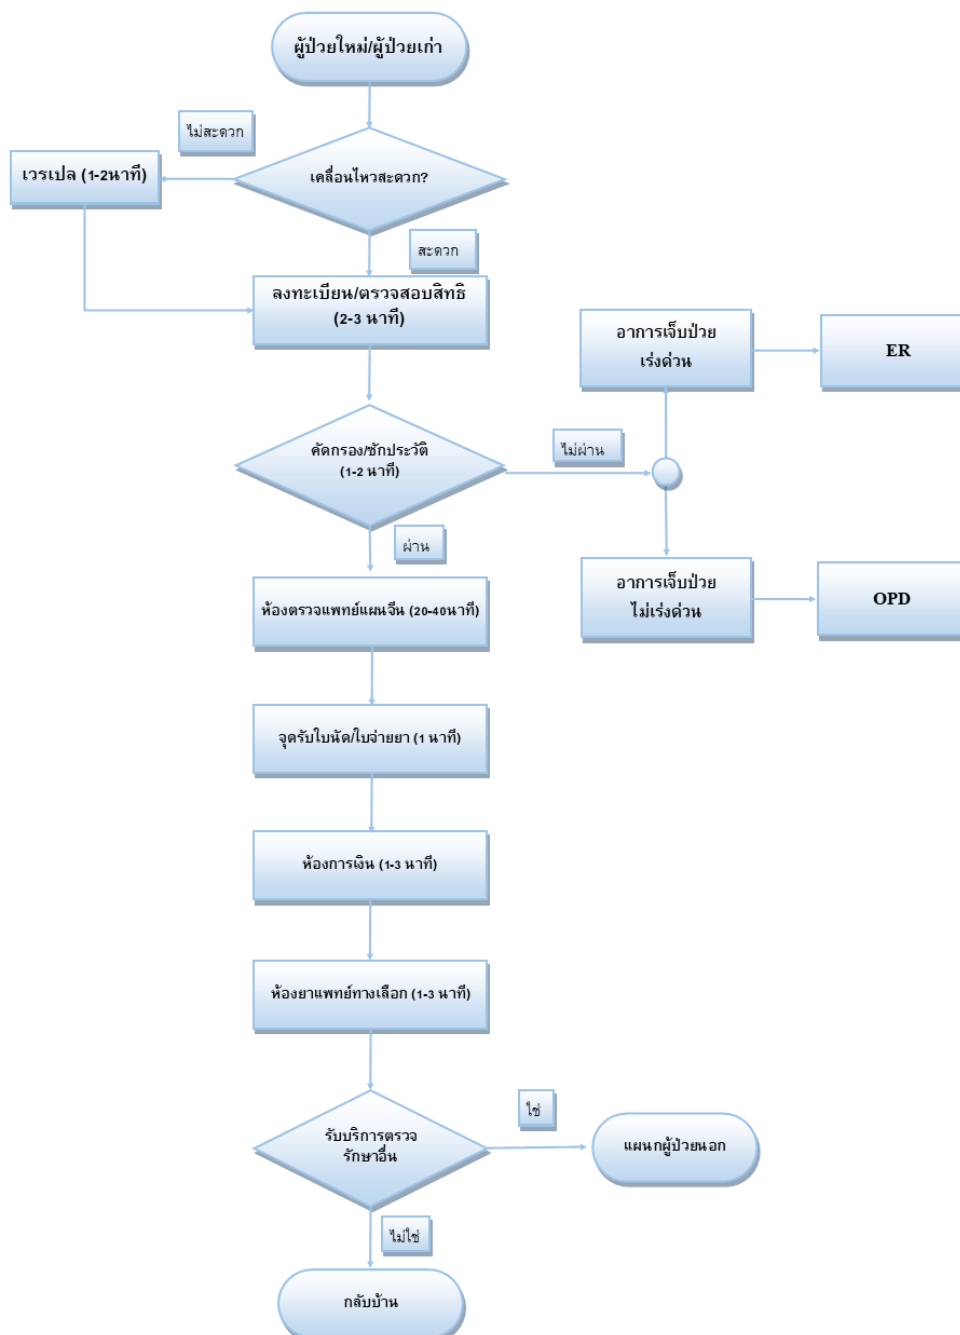 ผู้ป่วยใหม่/ผู้ป่วยเก่า
ไม่สะดวก
เวรเปล (1-2นาที)
เคลื่อนไหวสะดวก?
สะดวก
ลงทะเบียน/ตรวจสอบสิทธิ
(2-3 นาที)
อาการเจ็บป่วย
เร่งด่วน
ER
คัดกรอง/ซักประวัติ
(1-2 นาที)
ไม่ผ่าน
ผ่าน
อาการเจ็บป่วย
ไม่เร่งด่วน
OPD
ห้องตรวจแพทย์แผนจีน (20-40นาที)
จุดรับใบนัด/ใบจ่ายยา (1 นาที)
ห้องการเงิน (1-3 นาที)
ห้องยาแพทย์ทางเลือก (1-3 นาที)
ใช่
รับบริการตรวจ
รักษาอื่น
แผนกผู้ป่วยนอก
ไม่ใช่
กลับบ้าน